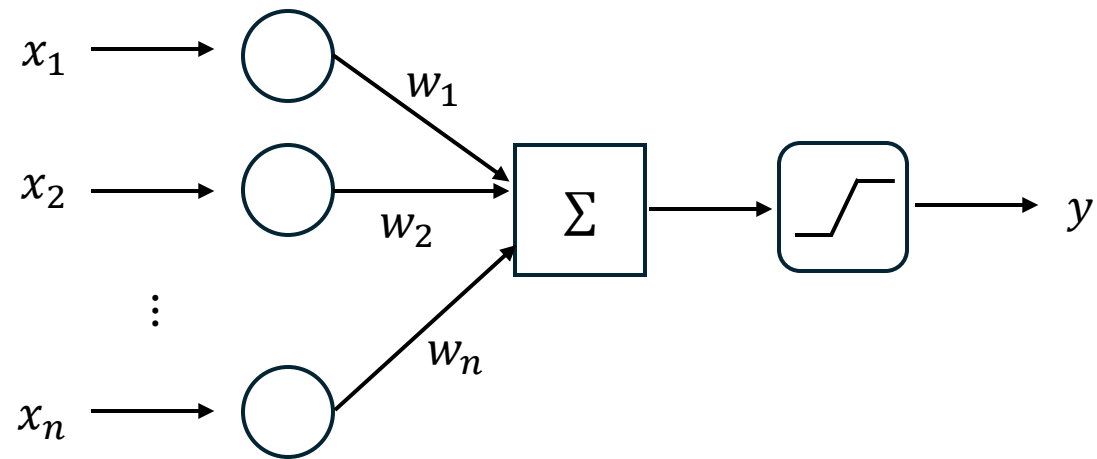 x₁
w₁
x₂
w₂
Σ
y
⋮
wₙ
xₙ